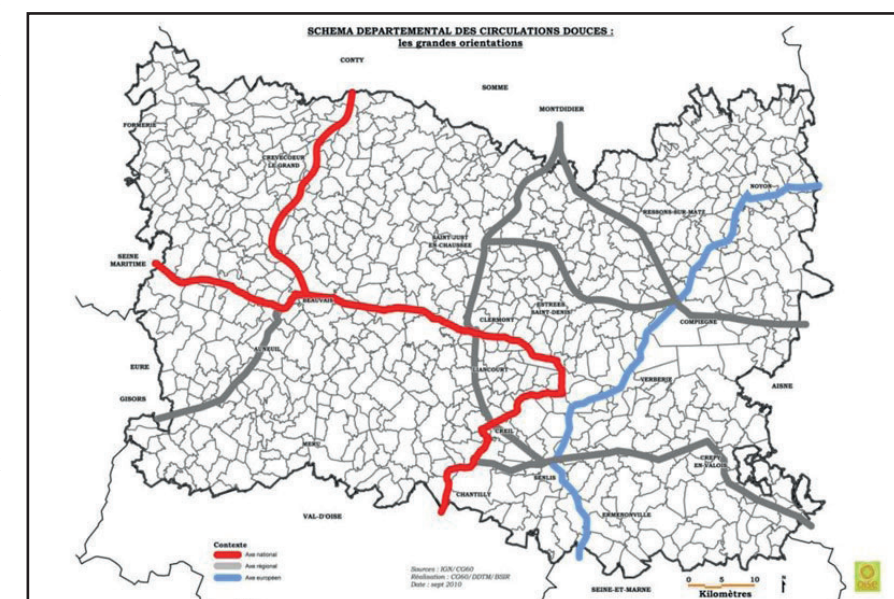 SCHEMA DEPARTEMENTAL DES CIRCULATIONS DOUCES :
les grandes orientations
CONTY
SOMME
MONTDIDIER
FORMERIE
CREVECOEUR
LE GRAND
NOYON
RESSONS-SUR-MATZ
SAINT-JUST
EN-CHAUSSEE
SEINE
MARITIME
BEAUVAIS
ESTREES
SAINT-DENIS
CLERMONT
COMPIEGNE
AUNEUIL
EURE
LIANCOURT
VERBERIE
AISNE
GISORS
CREIL
MERU
CREPY
EN-VALOIS
SENLIS
CHANTILLY
VAL-D'OISE
ERMENONVILLE
Contexte
Axe national
Axe régional
Axe européen
Sources : IGN/CG60
Réalisation : CG60/DDTM/BSIR
Date : sept 2010
SEINE-ET-MARNE
0 5 10
Kilomètres
oise